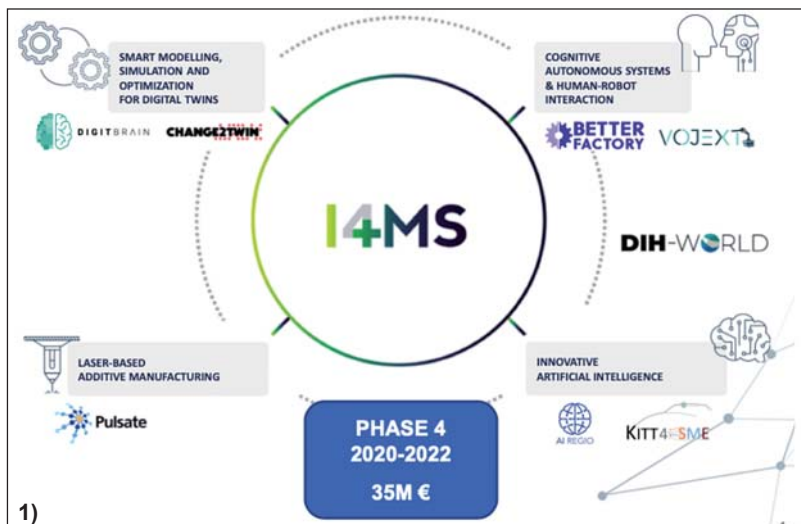 SMART MODELLING,
SIMULATION AND
OPTIMIZATION
FOR DIGITAL TWINS
DIGITBRAIN
CHANGE2TWIN
COGNITIVE
AUTONOMOUS SYSTEMS
& HUMAN-ROBOT
INTERACTION
BETTER
FACTORY
VOJEXT
I4MS
DIH-WORLD
LASER-BASED
ADDITIVE MANUFACTURING
Pulsate
INNOVATIVE
ARTIFICIAL INTELLIGENCE
AI REGIO
KITT4SME
PHASE 4
2020-2022
35M €
1)